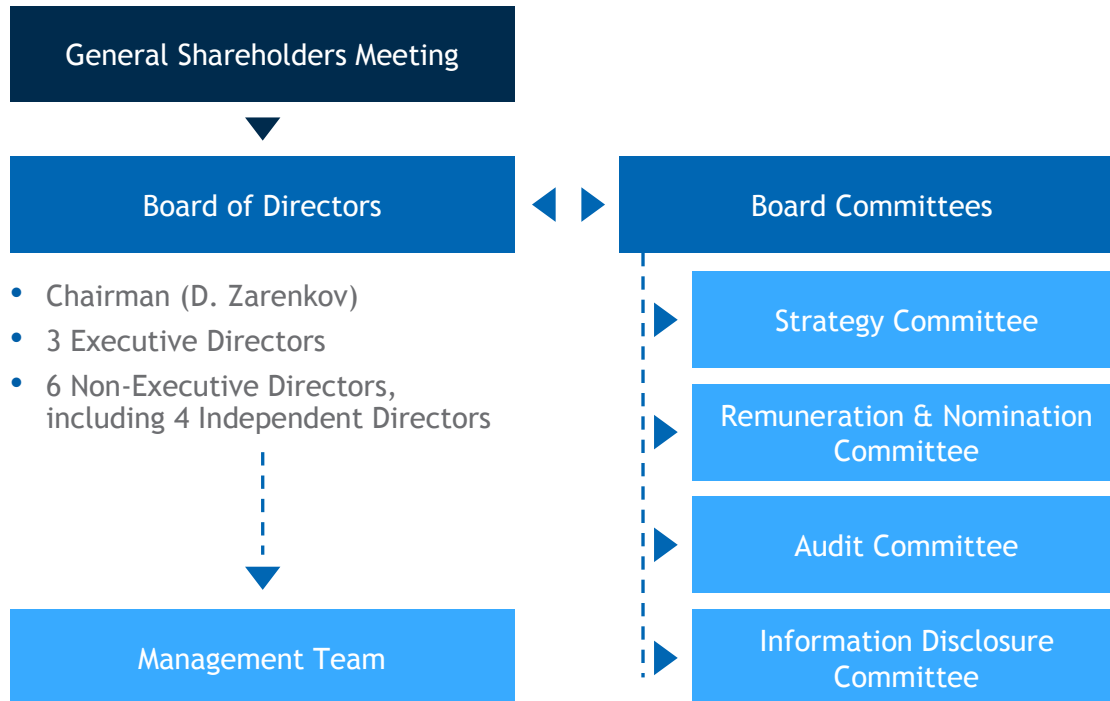 General Shareholders Meeting
Board of Directors
• Chairman (D. Zarenkov)
• 3 Executive Directors
• 6 Non-Executive Directors,
including 4 Independent Directors
Management Team
Board Committees
Strategy Committee
Remuneration & Nomination
Committee
Audit Committee
Information Disclosure
Committee